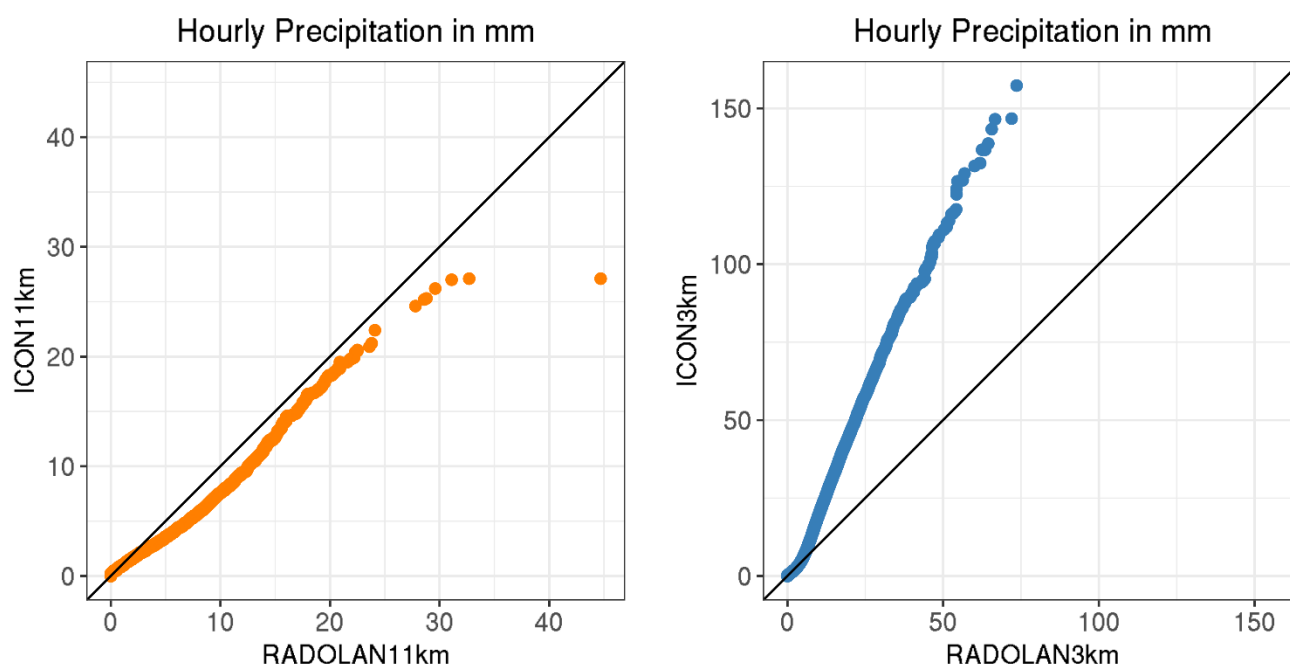 Hourly Precipitation in mm
40
30
20
10
0
ICON11km
0 10 20 30 40
RADOLAN11km
Hourly Precipitation in mm
150
100
50
0
ICON3km
0 50 100 150
RADOLAN3km